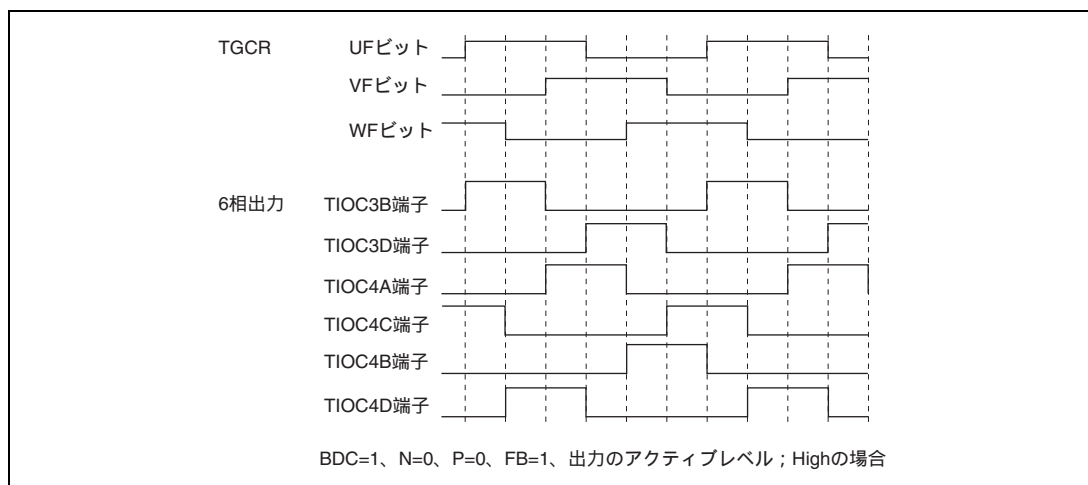 TGCR UFビット
VFビット
WFビット
6相出力 TIOC3B端子
TIOC3D端子
TIOC4A端子
TIOC4C端子
TIOC4B端子
TIOC4D端子
BDC=1、N=0、P=0、FB=1、出力のアクティブレベル;Highの場合